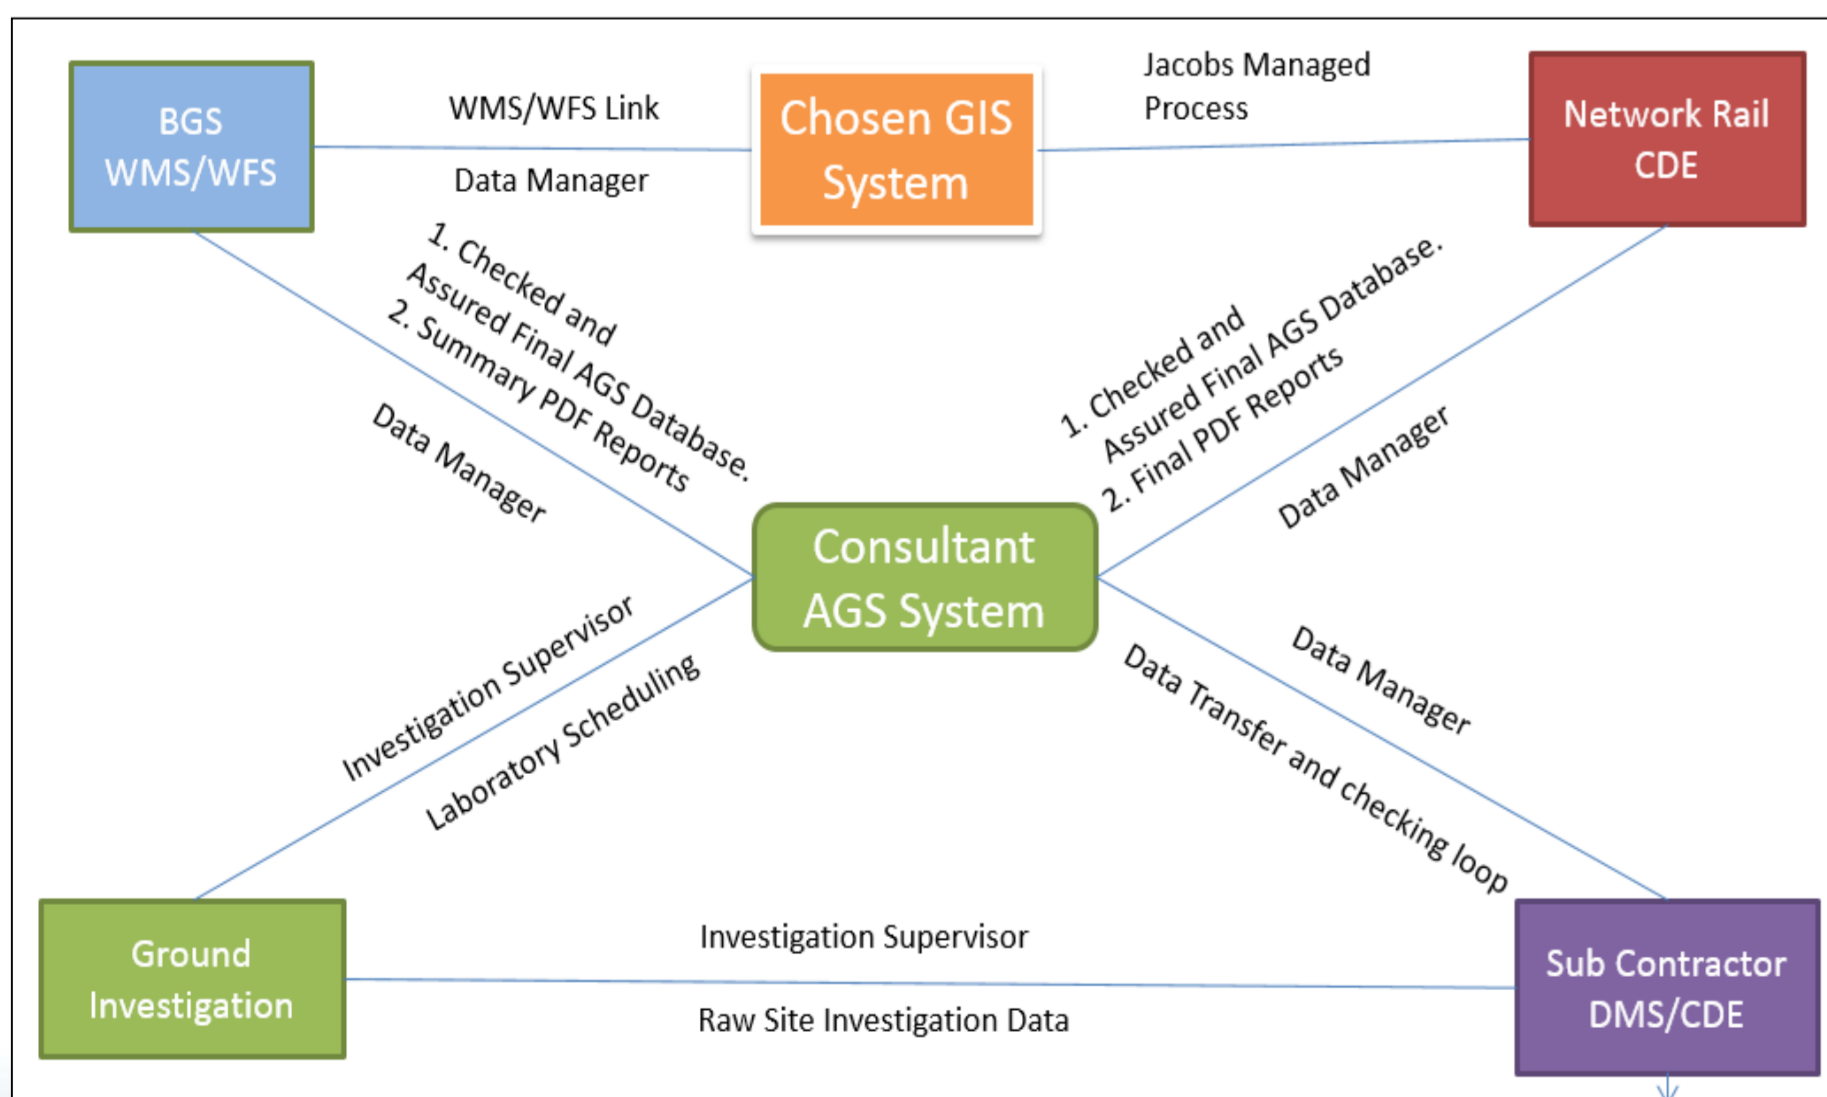 BGS
WMS/WFS
WMS/WFS Link
Data Manager
Chosen GIS
System
Jacobs Managed
Process
Network Rail
CDE
1. Checked and
Assured Final AGS Database.
2. Summary PDF Reports
Data Manager
1. Checked and
Assured Final AGS Database.
2. Final PDF Reports
Data Manager
Consultant
AGS System
Investigation Supervisor
Laboratory Scheduling
Data Manager
Data Transfer and checking loop
Ground
Investigation
Investigation Supervisor
Raw Site Investigation Data
Sub Contractor
DMS/CDE